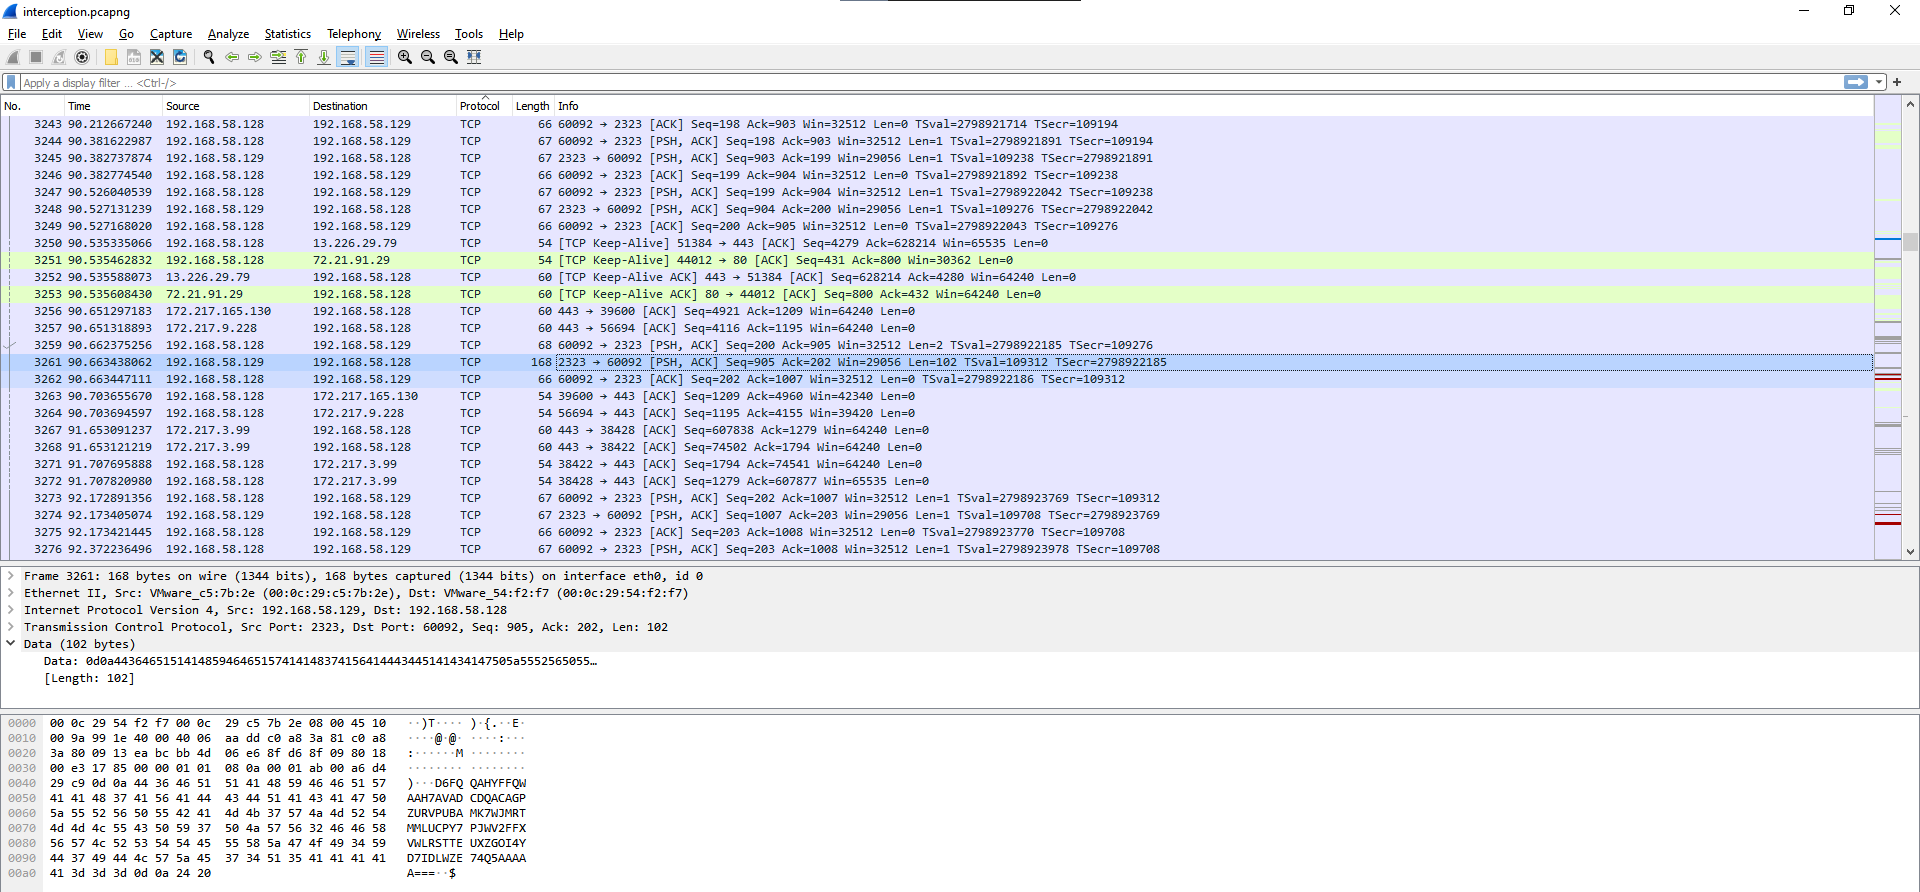 interception.pcapng
File Edit View Go Capture Analyze Statistics Telephony Wireless Tools Help
Apply a display filter ... <Ctrl-/>
No. Time Source Destination Protocol Length Info
3243 90.212667240 192.168.58.128 192.168.58.129 TCP 66 60092 → 2323 [ACK] Seq=198 Ack=903 Win=32512 Len=0 TSval=2798921714 TSecr=109194
3244 90.381622987 192.168.58.128 192.168.58.129 TCP 67 60092 → 2323 [PSH, ACK] Seq=198 Ack=903 Win=32512 Len=1 TSval=2798921891 TSecr=109194
3245 90.382737874 192.168.58.129 192.168.58.128 TCP 67 2323 → 60092 [PSH, ACK] Seq=903 Ack=199 Win=29056 Len=1 TSval=109238 TSecr=2798921891
3246 90.382774540 192.168.58.128 192.168.58.129 TCP 66 60092 → 2323 [ACK] Seq=199 Ack=904 Win=32512 Len=0 TSval=2798921892 TSecr=109238
3247 90.526040539 192.168.58.128 192.168.58.129 TCP 67 60092 → 2323 [PSH, ACK] Seq=199 Ack=904 Win=32512 Len=1 TSval=2798922042 TSecr=109238
3248 90.527131239 192.168.58.129 192.168.58.128 TCP 67 2323 → 60092 [PSH, ACK] Seq=904 Ack=200 Win=29056 Len=1 TSval=109276 TSecr=2798922042
3249 90.527168020 192.168.58.128 192.168.58.129 TCP 66 60092 → 2323 [ACK] Seq=200 Ack=905 Win=32512 Len=0 TSval=2798922043 TSecr=109276
3250 90.535335066 192.168.58.128 13.226.29.79 TCP 54 [TCP Keep-Alive] 51384 → 443 [ACK] Seq=4279 Ack=628214 Win=65535 Len=0
3251 90.535462832 192.168.58.128 72.21.91.29 TCP 54 [TCP Keep-Alive] 44012 → 80 [ACK] Seq=431 Ack=800 Win=30362 Len=0
3252 90.535588073 13.226.29.79 192.168.58.128 TCP 60 [TCP Keep-Alive ACK] 443 → 51384 [ACK] Seq=628214 Ack=4280 Win=64240 Len=0
3253 90.535608430 72.21.91.29 192.168.58.128 TCP 60 [TCP Keep-Alive ACK] 80 → 44012 [ACK] Seq=800 Ack=432 Win=64240 Len=0
3256 90.651297183 172.217.165.130 192.168.58.128 TCP 60 443 → 39600 [ACK] Seq=4921 Ack=1209 Win=64240 Len=0
3257 90.651318893 172.217.9.228 192.168.58.128 TCP 60 443 → 56694 [ACK] Seq=4116 Ack=1195 Win=64240 Len=0
3259 90.662375256 192.168.58.128 192.168.58.129 TCP 68 60092 → 2323 [PSH, ACK] Seq=200 Ack=905 Win=32512 Len=2 TSval=2798922185 TSecr=109276
3261 90.663438062 192.168.58.129 192.168.58.128 TCP 168 2323 → 60092 [PSH, ACK] Seq=905 Ack=202 Win=29056 Len=102 TSval=109312 TSecr=2798922185
3262 90.663447111 192.168.58.128 192.168.58.129 TCP 66 60092 → 2323 [ACK] Seq=202 Ack=1007 Win=32512 Len=0 TSval=2798922186 TSecr=109312
3263 90.703655670 192.168.58.128 172.217.165.130 TCP 54 39600 → 443 [ACK] Seq=1209 Ack=4960 Win=42340 Len=0
3264 90.703694597 192.168.58.128 172.217.9.228 TCP 54 56694 → 443 [ACK] Seq=1195 Ack=4155 Win=39420 Len=0
3267 91.653091237 172.217.3.99 192.168.58.128 TCP 60 443 → 38428 [ACK] Seq=607838 Ack=1279 Win=64240 Len=0
3268 91.653121219 172.217.3.99 192.168.58.128 TCP 60 443 → 38422 [ACK] Seq=74502 Ack=1794 Win=64240 Len=0
3271 91.707695888 192.168.58.128 172.217.3.99 TCP 54 38422 → 443 [ACK] Seq=1794 Ack=74541 Win=64240 Len=0
3272 91.707820980 192.168.58.128 172.217.3.99 TCP 54 38428 → 443 [ACK] Seq=1279 Ack=607877 Win=65535 Len=0
3273 92.172891356 192.168.58.128 192.168.58.129 TCP 67 60092 → 2323 [PSH, ACK] Seq=202 Ack=1007 Win=32512 Len=1 TSval=2798923769 TSecr=109312
3274 92.173405074 192.168.58.129 192.168.58.128 TCP 67 2323 → 60092 [PSH, ACK] Seq=1007 Ack=203 Win=29056 Len=1 TSval=109708 TSecr=2798923769
3275 92.173421445 192.168.58.128 192.168.58.129 TCP 66 60092 → 2323 [ACK] Seq=203 Ack=1008 Win=32512 Len=0 TSval=2798923770 TSecr=109708
3276 92.372236496 192.168.58.128 192.168.58.129 TCP 67 60092 → 2323 [PSH, ACK] Seq=203 Ack=1008 Win=32512 Len=1 TSval=2798923978 TSecr=109708
Frame 3261: 168 bytes on wire (1344 bits), 168 bytes captured (1344 bits) on interface eth0, id 0
Ethernet II, Src: VMware_c5:7b:2e (00:0c:29:c5:7b:2e), Dst: VMware_54:f2:f7 (00:0c:29:54:f2:f7)
Internet Protocol Version 4, Src: 192.168.58.129, Dst: 192.168.58.128
Transmission Control Protocol, Src Port: 2323, Dst Port: 60092, Seq: 905, Ack: 202, Len: 102
Data (102 bytes)
Data: 0d0a443646515141485946465157414148374156414443445141434147505a5552565055…
[Length: 102]
0000 00 0c 29 54 f2 f7 00 0c 29 c5 7b 2e 08 00 45 10 ··)T···· )·{.··E·
0010 00 9a 99 1e 40 00 40 06 aa dd c0 a8 3a 81 c0 a8 ····@·@· ····:···
0020 3a 80 09 13 ea bc bb 4d 06 e6 8f d6 8f 09 80 18 :······M ········
0030 00 e3 17 85 00 00 01 01 08 0a 00 01 ab 00 a6 d4 ········ ········
0040 29 c9 0d 0a 44 36 46 51 51 41 48 59 46 46 51 57 )···D6FQ QAHYFFQW
0050 41 41 48 37 41 56 41 44 43 44 51 41 43 41 47 50 AAH7AVAD CDQACAGP
0060 5a 55 52 56 50 55 42 41 4d 4b 37 57 4a 4d 52 54 ZURVPUBA MK7WJMRT
0070 4d 4d 4c 55 43 50 59 37 50 4a 57 56 32 46 46 58 MMLUCPY7 PJWV2FFX
0080 56 57 4c 52 53 54 54 45 55 58 5a 47 4f 49 34 59 VWLRSTTE UXZGOI4Y
0090 44 37 49 44 4c 57 5a 45 37 34 51 35 41 41 41 41 D7IDLWZE 74Q5AAAA
00a0 41 3d 3d 3d 0d 0a 24 20 A===··$